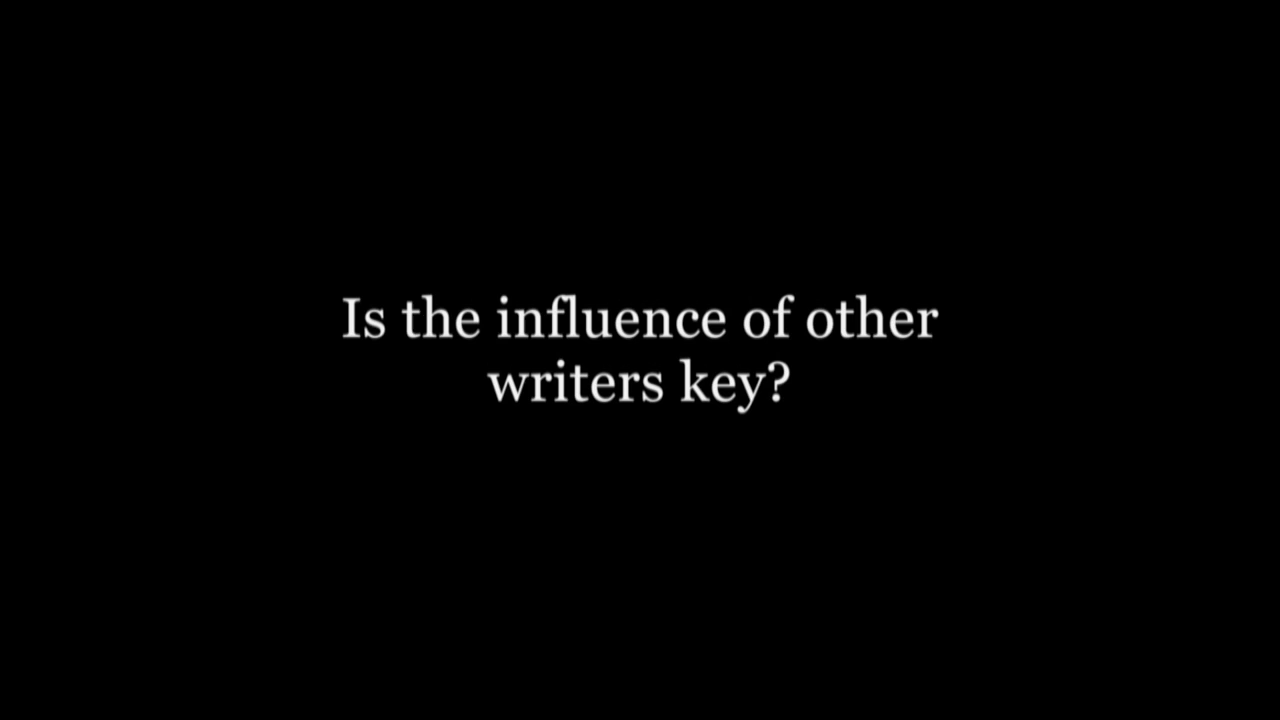 Is the influence of other
writers key?